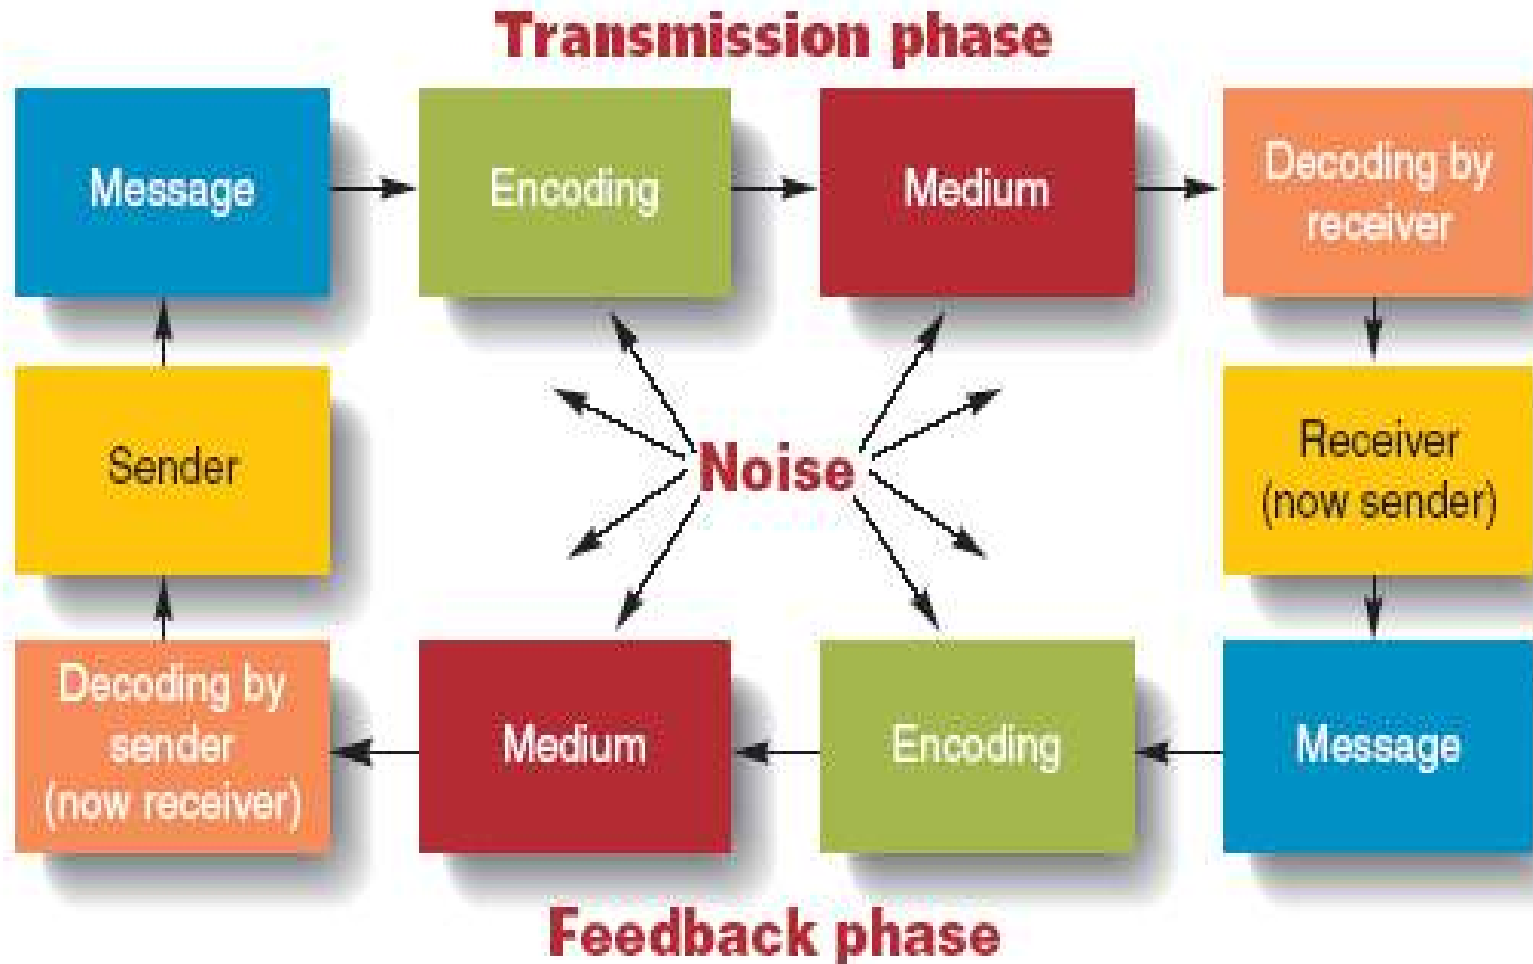 Transmission phase
Message
Encoding
Medium
Decoding by
receiver
Sender
Noise
Receiver
(now sender)
Decoding by
sender
(now receiver)
Medium
Encoding
Message
Feedback phase